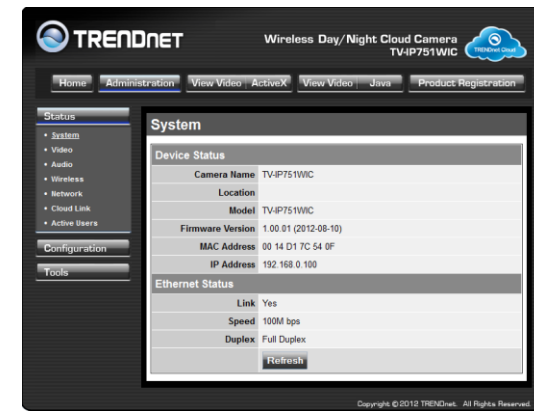 TRENDnet
Wireless Day/Night Cloud Camera
TV-IP751WIC
TRENDnet Cloud
Home Administration View Video | ActiveX View Video | Java Product Registration
Status
• System
• Video
• Audio
• Wireless
• Network
• Cloud Link
• Active Users
Configuration
Tools
System
Device Status
Camera Name TV-IP751WIC
Location
Model TV-IP751WIC
Firmware Version 1.00.01 (2012-08-10)
MAC Address 00 14 D1 7C 54 0F
IP Address 192.168.0.100
Ethernet Status
Link Yes
Speed 100M bps
Duplex Full Duplex
Refresh
Copyright © 2012 TRENDnet. All Rights Reserved.